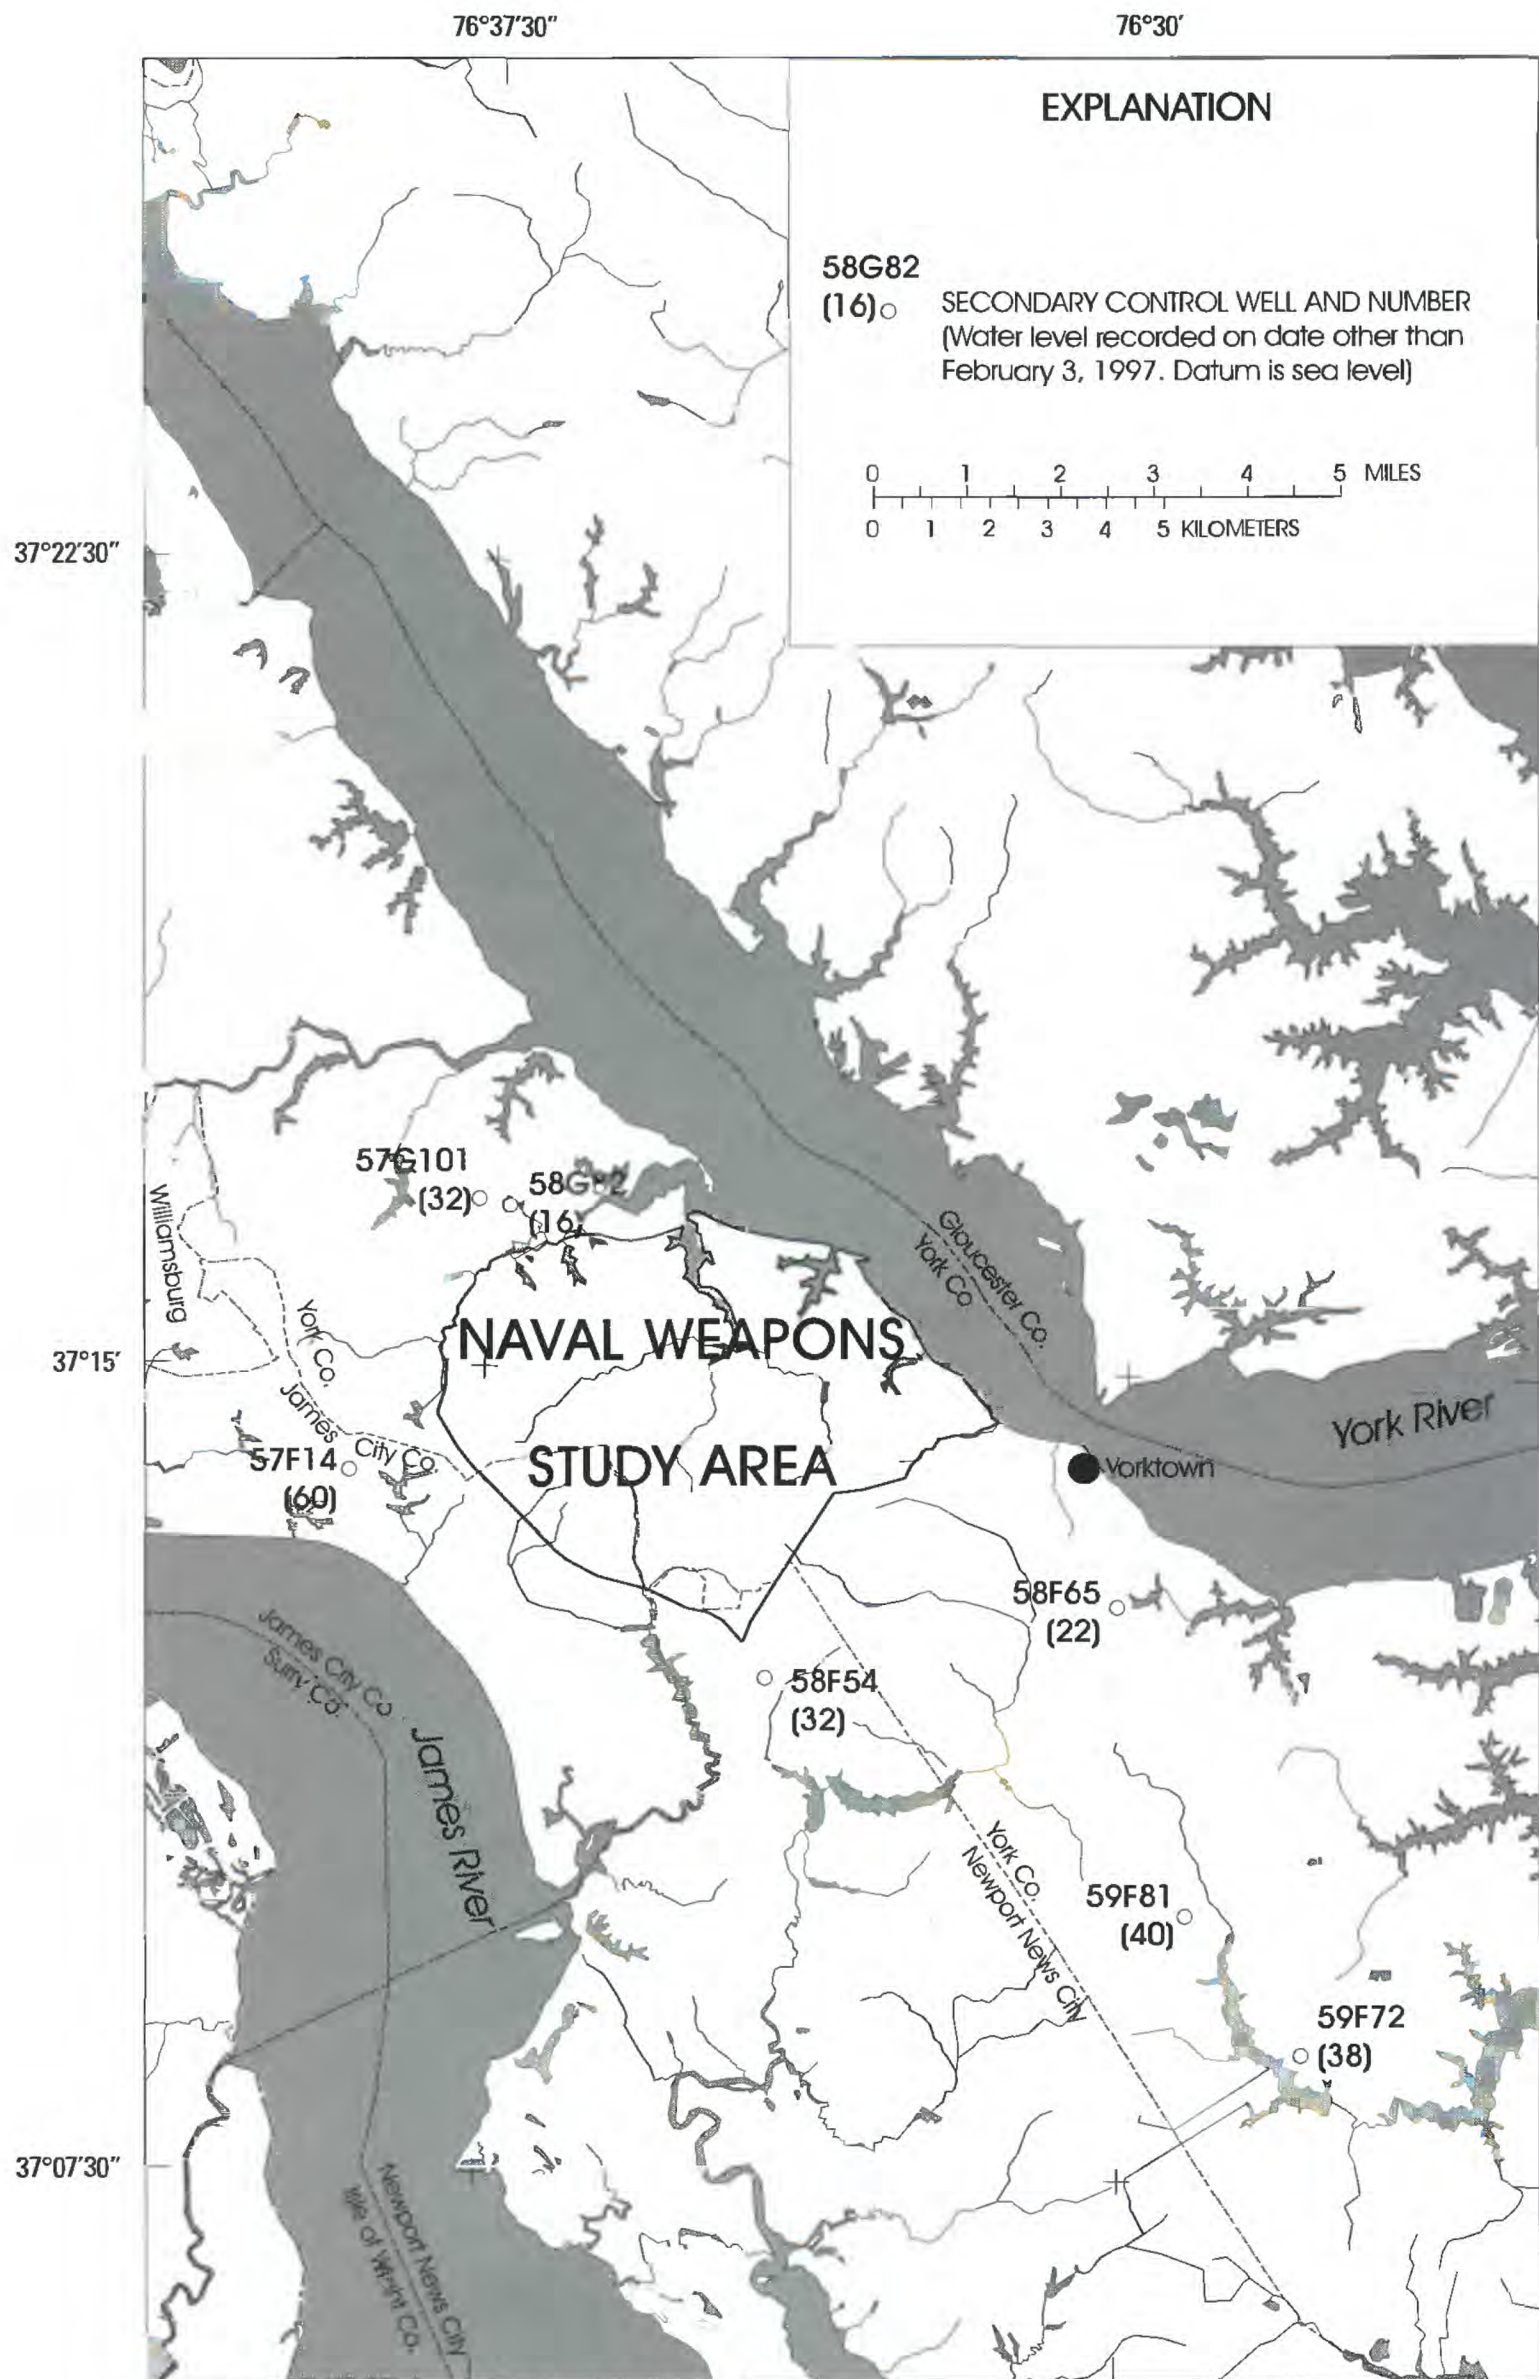 76°37'30" 76°30'
EXPLANATION
58G82
(16)
SECONDARY CONTROL WELL AND NUMBER
(Water level recorded on date other than
February 3, 1997. Datum is sea level)
0 1 2 3 4 5 MILES
0 1 2 3 4 5 KILOMETERS
37°22'30"
57G101
(32)
58G82
(16)
Williamsburg
Gloucester Co.
York Co
York Co.
NAVAL WEAPONS
37°15'
James City Co
York River
STUDY AREA
57F14
(60)
Yorktown
58F65
(22)
James City Co
Surry Co.
58F54
(32)
James River
York Co.
Newport News City
59F81
(40)
59F72
(38)
37°07'30"
Newport News City
Isle of Wight Co.